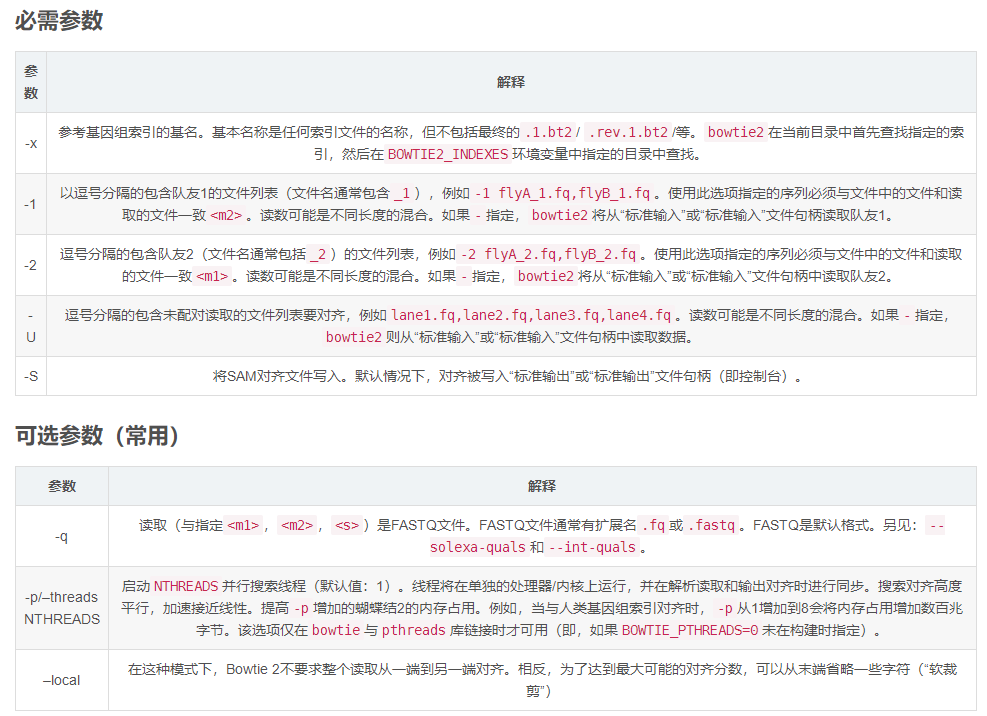 必需参数
参
数
解释
-x
参考基因组索引的基名。基本名称是任何索引文件的名称，但不包括最终的 .1.bt2 / .rev.1.bt2 /等。 bowtie2 在当前目录中首先查找指定的索
引，然后在 BOWTIE2_INDEXES 环境变量中指定的目录中查找。
-1
以逗号分隔的包含队友1的文件列表（文件名通常包含 _1 ），例如 -1 flyA_1.fq,flyB_1.fq 。使用此选项指定的序列必须与文件中的文件和读
取的文件一致 <m2> 。读数可能是不同长度的混合。如果 - 指定， bowtie2 将从“标准输入”或“标准输入”文件句柄读取队友1。
-2
逗号分隔的包含队友2（文件名通常包括 _2 ）的文件列表，例如 -2 flyA_2.fq,flyB_2.fq 。使用此选项指定的序列必须与文件中的文件和读取
的文件一致 <m1> 。读数可能是不同长度的混合。如果 - 指定， bowtie2 将从“标准输入”或“标准输入”文件句柄中读取队友2。
-
U
逗号分隔的包含未配对读取的文件列表要对齐，例如 lane1.fq,lane2.fq,lane3.fq,lane4.fq 。读数可能是不同长度的混合。如果 - 指定，
bowtie2 则从“标准输入”或“标准输入”文件句柄中读取数据。
-S
将SAM对齐文件写入。默认情况下，对齐被写入“标准输出”或“标准输出”文件句柄（即控制台）。
可选参数（常用）
参数
解释
-q
读取（与指定 <m1> ， <m2> ， <s> ）是FASTQ文件。FASTQ文件通常有扩展名 .fq 或 .fastq 。FASTQ是默认格式。另见： --
solexa-quals 和 --int-quals 。
-p/–threads
NTHREADS
启动 NTHREADS 并行搜索线程（默认值：1）。线程将在单独的处理器/内核上运行，并在解析读取和输出对齐时进行同步。搜索对齐高度
平行，加速接近线性。提高 -p 增加的蝴蝶结2的内存占用。例如，当与人类基因组索引对齐时， -p 从1增加到8会将内存占用增加数百兆
字节。该选项仅在 bowtie 与 pthreads 库链接时才可用（即，如果 BOWTIE_PTHREADS=0 未在构建时指定）。
–local
在这种模式下，Bowtie 2不要求整个读取从一端到另一端对齐。相反，为了达到最大可能的对齐分数，可以从末端省略一些字符（“软裁
剪”）